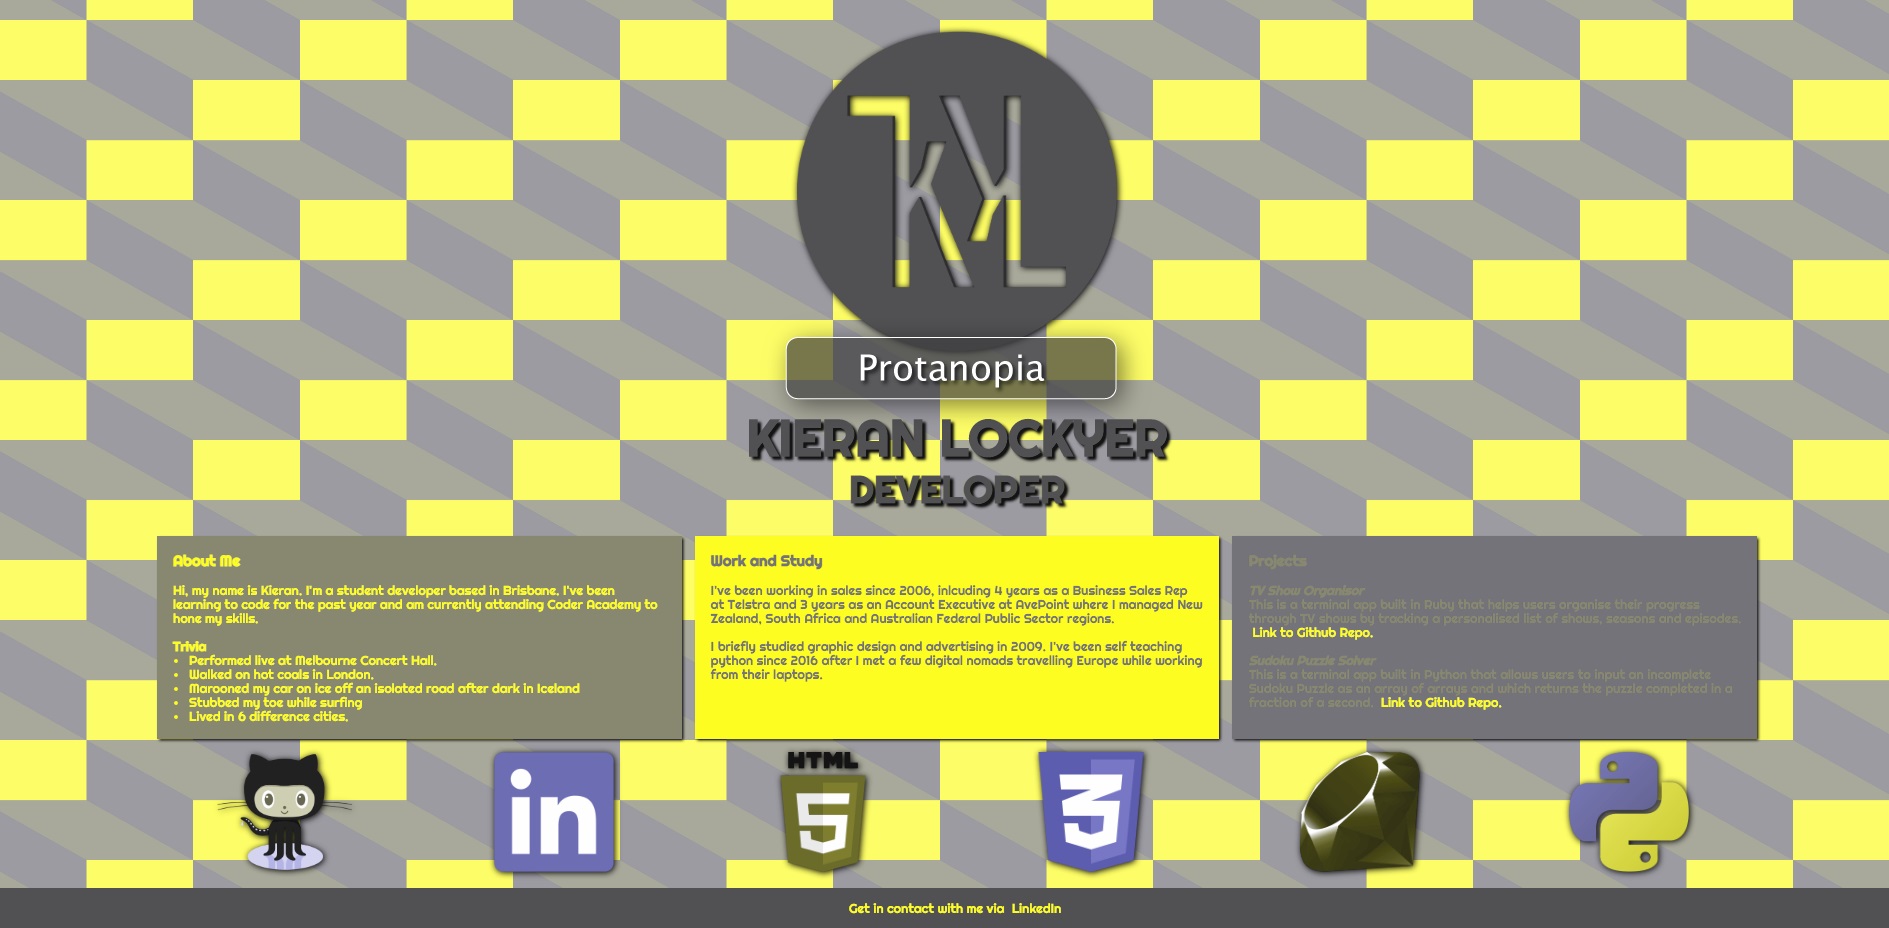 Protanopia
KIERAN LOCKYER
DEVELOPER
About Me
Hi, my name is Kieran. I'm a student developer based in Brisbane. I've been
learning to code for the past year and am currently attending Coder Academy to
hone my skills.
Trivia
• Performed live at Melbourne Concert Hall.
• Walked on hot coals in London.
• Marooned my car on ice off an isolated road after dark in Iceland
• Stubbed my toe while surfing
• Lived in 6 difference cities.
Work and Study
I've been working in sales since 2006, inlcuding 4 years as a Business Sales Rep
at Telstra and 3 years as an Account Executive at AvePoint where I managed New
Zealand, South Africa and Australian Federal Public Sector regions.
I briefly studied graphic design and advertising in 2009. I've been self teaching
python since 2016 after I met a few digital nomads travelling Europe while working
from their laptops.
Projects
TV Show Organisor
This is a terminal app built in Ruby that helps users organise their progress
through TV shows by tracking a personalised list of shows, seasons and episodes.
Link to Github Repo.
Sudoku Puzzle Solver
This is a terminal app built in Python that allows users to input an incomplete
Sudoku Puzzle as an array of arrays and which returns the puzzle completed in a
fraction of a second. Link to Github Repo.
in
HTML
5
3
Get in contact with me via LinkedIn